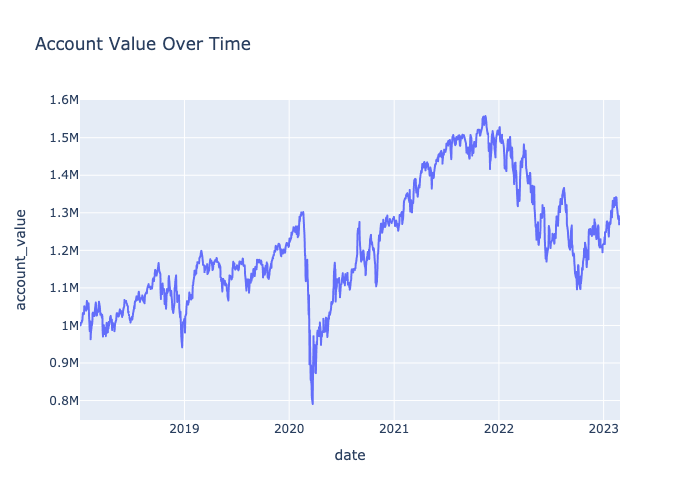 Account Value Over Time
account_value
1.6M
1.5M
1.4M
1.3M
1.2M
1.1M
1M
0.9M
0.8M
2019 2020 2021 2022 2023
date